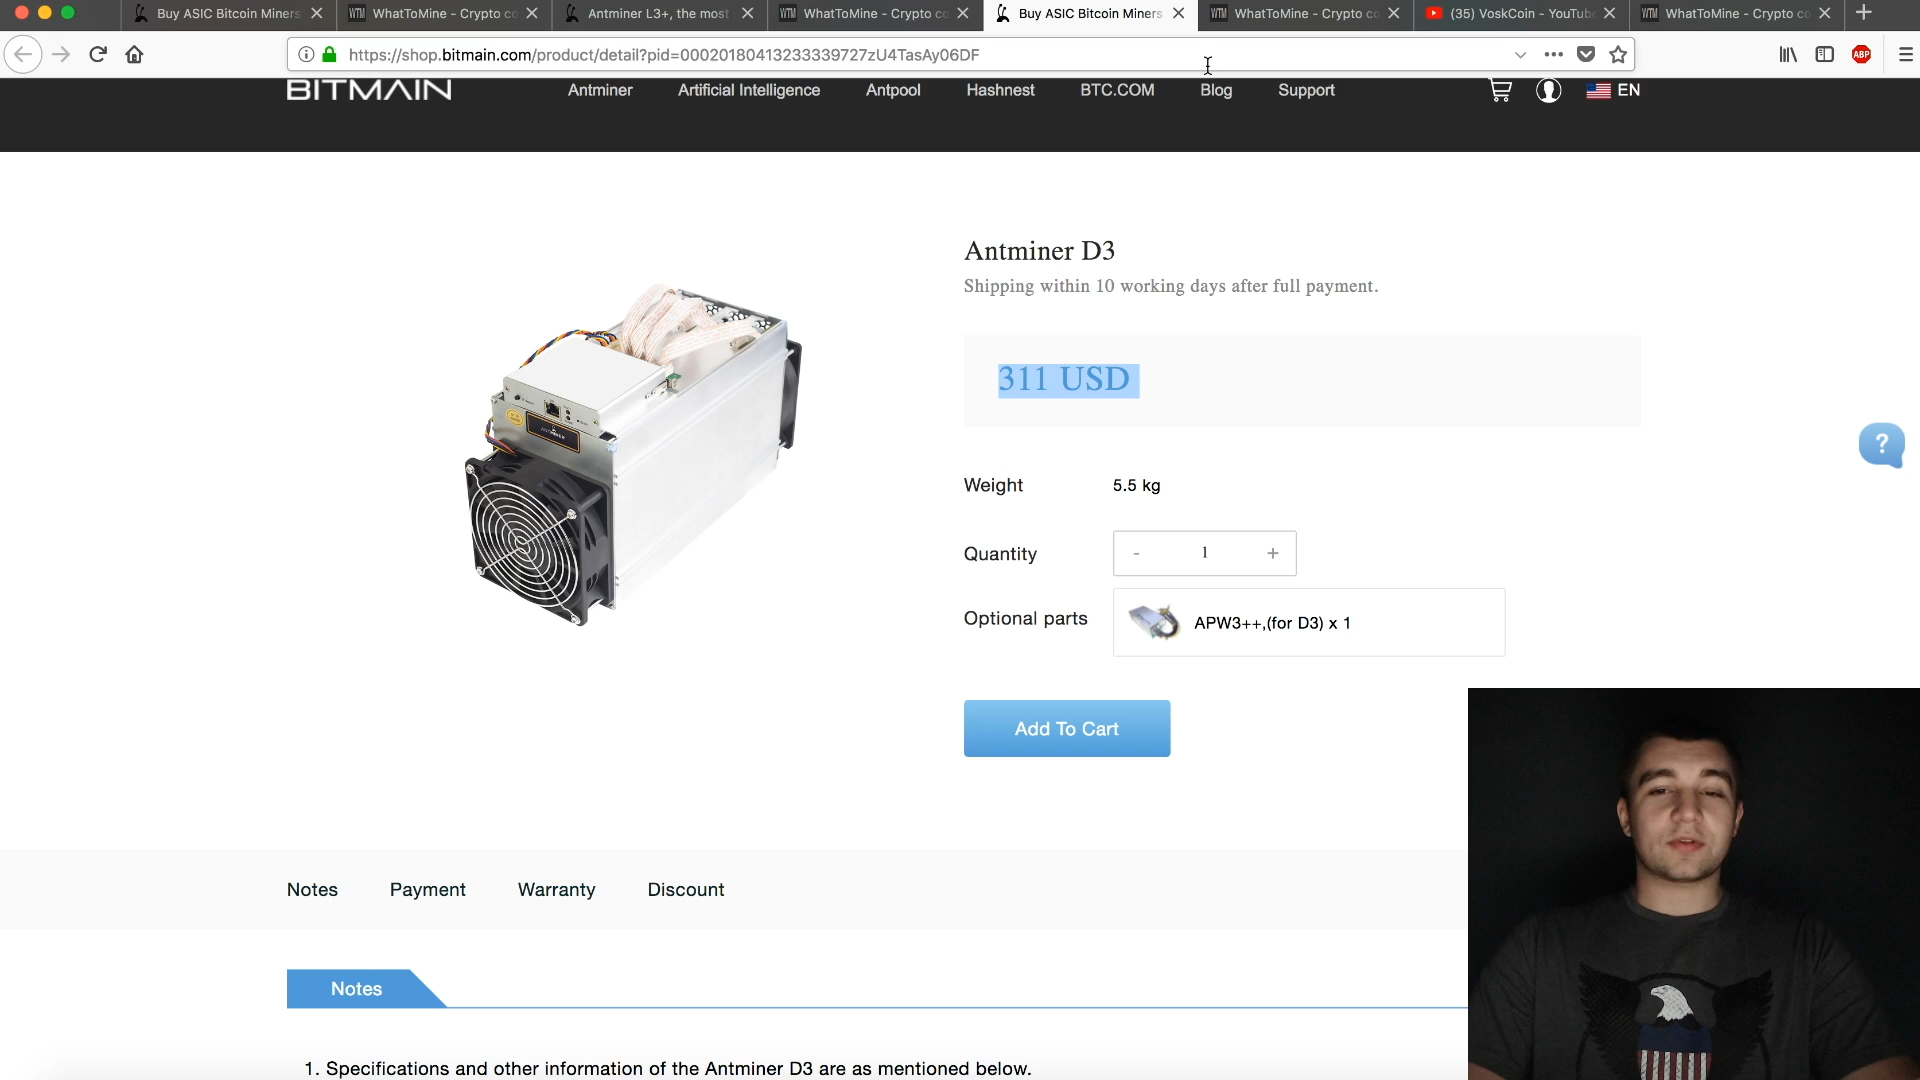 Buy ASIC Bitcoin Miners
WhatToMine - Crypto co
Antminer L3+, the most
WhatToMine - Crypto co
Buy ASIC Bitcoin Miners
WhatToMine - Crypto co
(35) VoskCoin - YouTube
WhatToMine - Crypto co
https://shop.bitmain.com/product/detail?pid=00020180413233339727zU4TasAy06DF
ABP
BITMAIN
Antminer
Artificial Intelligence
Antpool
Hashnest
BTC.COM
Blog
Support
EN
Antminer D3
Shipping within 10 working days after full payment.
311 USD
Weight
5.5 kg
Quantity
- 1 +
Optional parts
APW3++,(for D3) x 1
Add To Cart
?
Notes
Payment
Warranty
Discount
Notes
1. Specifications and other information of the Antminer D3 are as mentioned below.